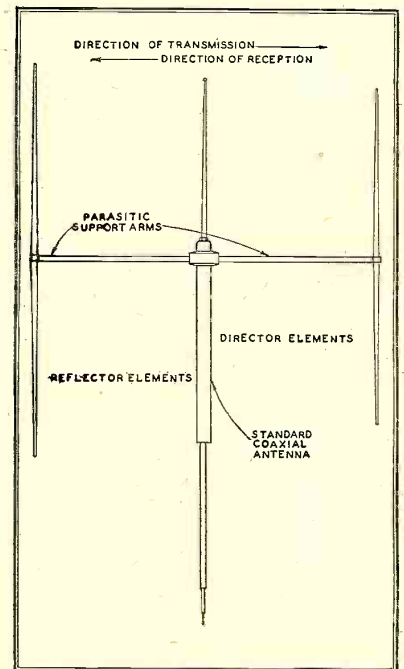 DIRECTION OF TRANSMISSION
DIRECTION OF RECEPTION
PARASITIC
SUPPORT ARMS
DIRECTOR ELEMENTS
REFLECTOR ELEMENTS
STANDARD
COAXIAL
ANTENNA